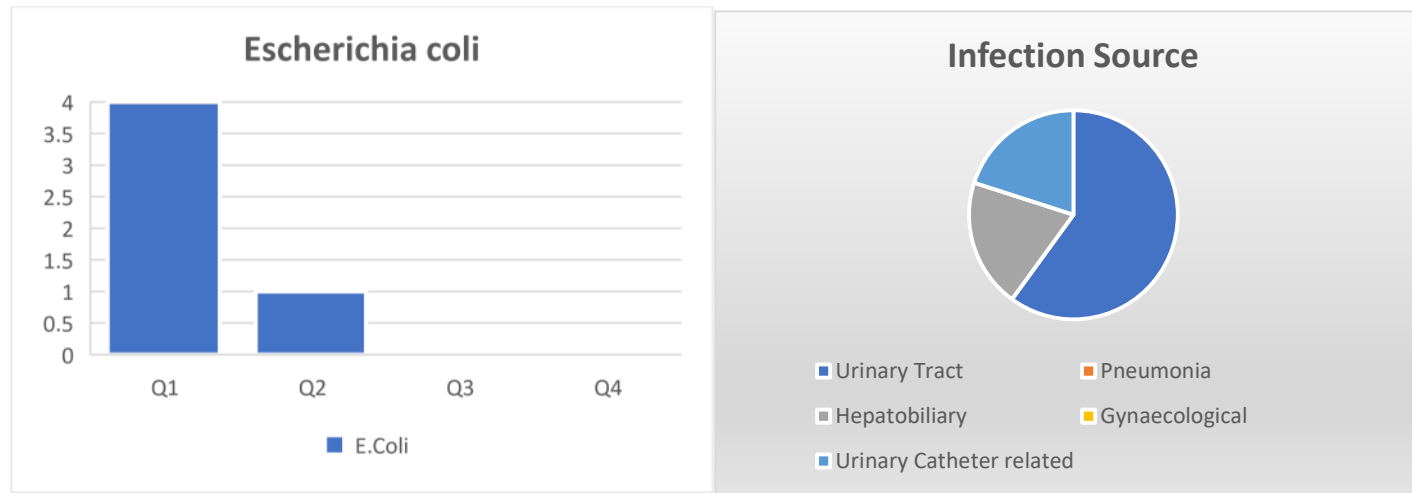 Escherichia coli
4
3.5
3
2.5
2
1.5
1
0.5
0
Q1 Q2 Q3 Q4
E.Coli
Infection Source
Urinary Tract Pneumonia
Hepatobiliary Gynaecological
Urinary Catheter related